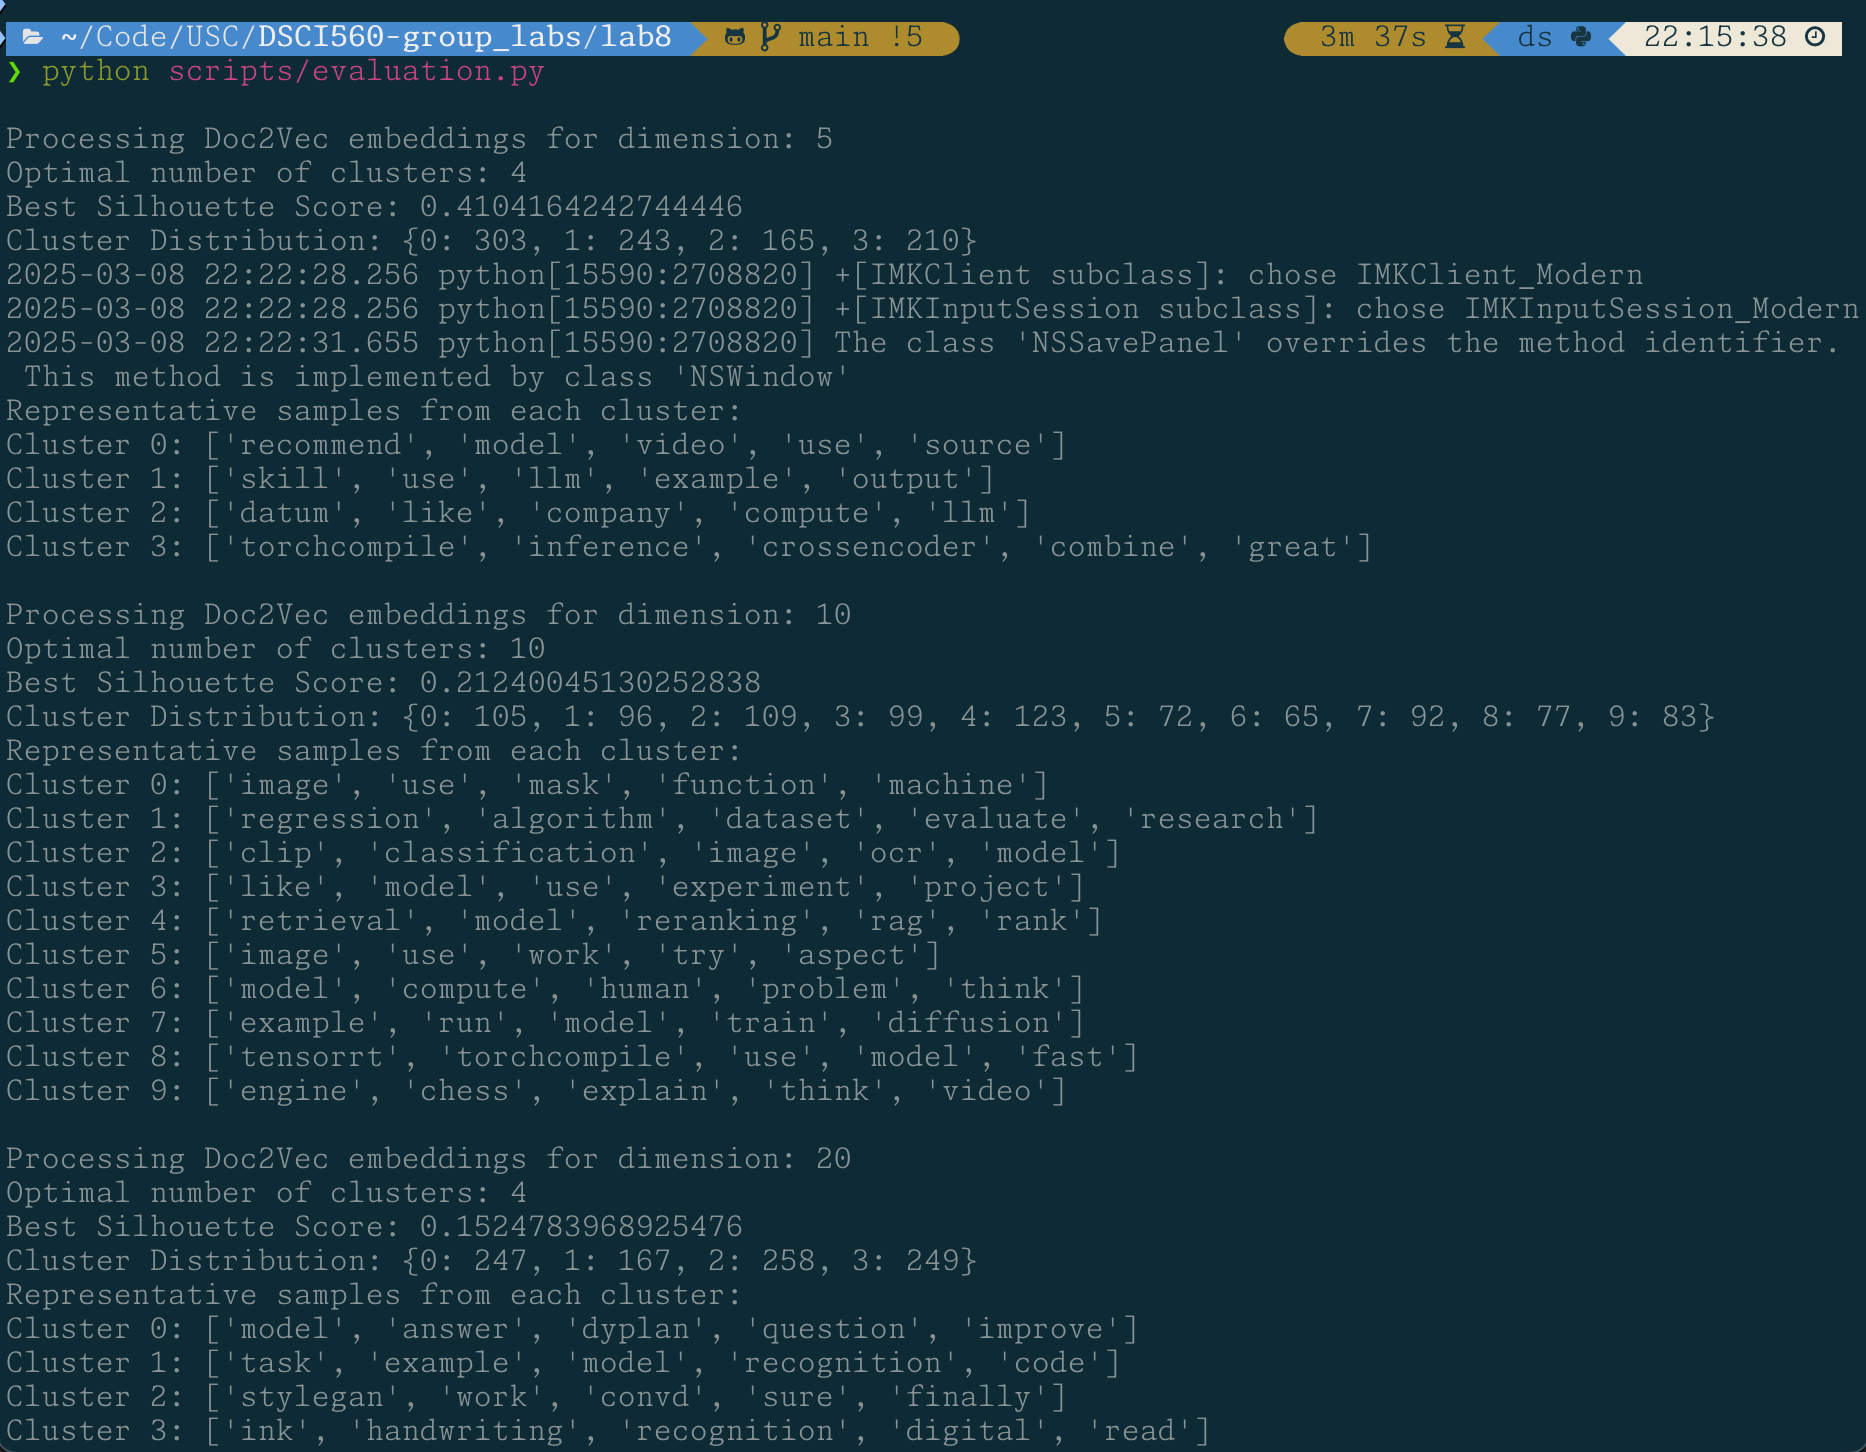 ~/Code/USC/DSCI560-group_labs/lab8 main !5 3m 37s ds 22:15:38
❯ python scripts/evaluation.py
Processing Doc2Vec embeddings for dimension: 5
Optimal number of clusters: 4
Best Silhouette Score: 0.4104164242744446
Cluster Distribution: {0: 303, 1: 243, 2: 165, 3: 210}
2025-03-08 22:22:28.256 python[15590:2708820] +[IMKClient subclass]: chose IMKClient_Modern
2025-03-08 22:22:28.256 python[15590:2708820] +[IMKInputSession subclass]: chose IMKInputSession_Modern
2025-03-08 22:22:31.655 python[15590:2708820] The class 'NSSavePanel' overrides the method identifier.
This method is implemented by class 'NSWindow'
Representative samples from each cluster:
Cluster 0: ['recommend', 'model', 'video', 'use', 'source']
Cluster 1: ['skill', 'use', 'llm', 'example', 'output']
Cluster 2: ['datum', 'like', 'company', 'compute', 'llm']
Cluster 3: ['torchcompile', 'inference', 'crossencoder', 'combine', 'great']
Processing Doc2Vec embeddings for dimension: 10
Optimal number of clusters: 10
Best Silhouette Score: 0.21240045130252838
Cluster Distribution: {0: 105, 1: 96, 2: 109, 3: 99, 4: 123, 5: 72, 6: 65, 7: 92, 8: 77, 9: 83}
Representative samples from each cluster:
Cluster 0: ['image', 'use', 'mask', 'function', 'machine']
Cluster 1: ['regression', 'algorithm', 'dataset', 'evaluate', 'research']
Cluster 2: ['clip', 'classification', 'image', 'ocr', 'model']
Cluster 3: ['like', 'model', 'use', 'experiment', 'project']
Cluster 4: ['retrieval', 'model', 'reranking', 'rag', 'rank']
Cluster 5: ['image', 'use', 'work', 'try', 'aspect']
Cluster 6: ['model', 'compute', 'human', 'problem', 'think']
Cluster 7: ['example', 'run', 'model', 'train', 'diffusion']
Cluster 8: ['tensorrt', 'torchcompile', 'use', 'model', 'fast']
Cluster 9: ['engine', 'chess', 'explain', 'think', 'video']
Processing Doc2Vec embeddings for dimension: 20
Optimal number of clusters: 4
Best Silhouette Score: 0.1524783968925476
Cluster Distribution: {0: 247, 1: 167, 2: 258, 3: 249}
Representative samples from each cluster:
Cluster 0: ['model', 'answer', 'dyplan', 'question', 'improve']
Cluster 1: ['task', 'example', 'model', 'recognition', 'code']
Cluster 2: ['stylegan', 'work', 'convd', 'sure', 'finally']
Cluster 3: ['ink', 'handwriting', 'recognition', 'digital', 'read']